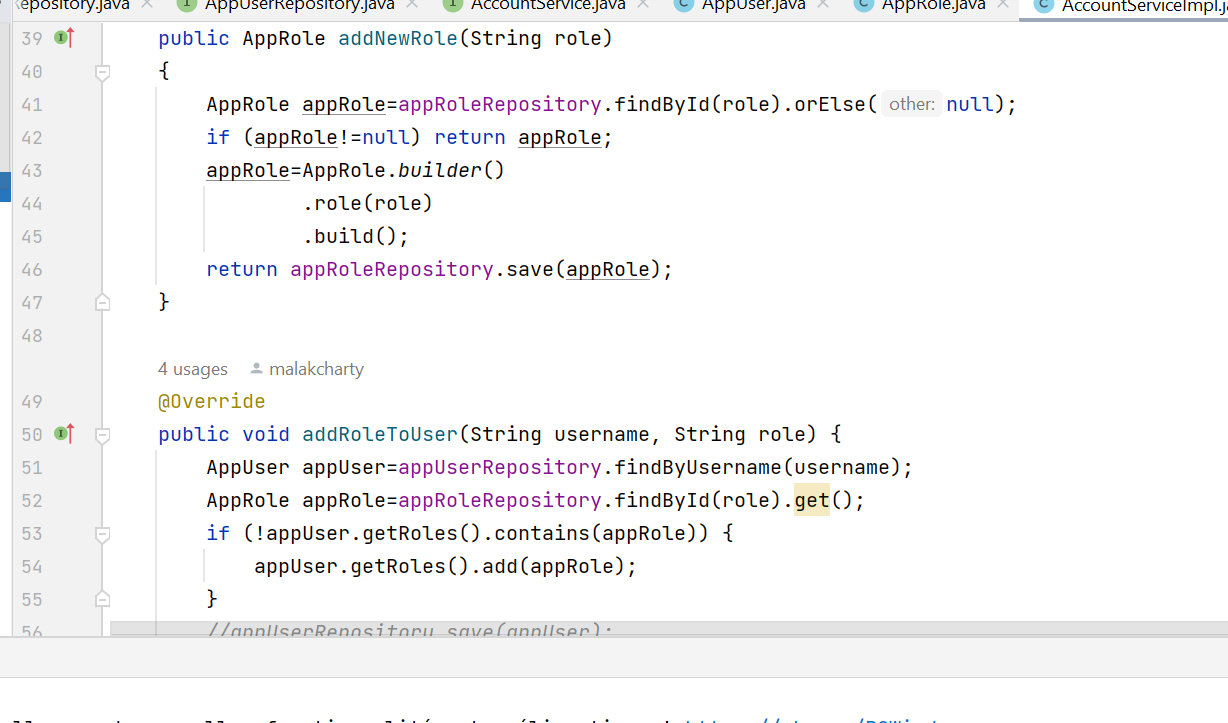 epository.java AppUserRepository.java AccountService.java AppUser.java AppRole.java AccountServiceImpl.j
39 public AppRole addNewRole(String role)
40 {
41 AppRole appRole=appRoleRepository.findById(role).orElse( other: null);
42 if (appRole!=null) return appRole;
43 appRole=AppRole.builder()
44 .role(role)
45 .build();
46 return appRoleRepository.save(appRole);
47 }
48
4 usages malakcharty
49 @Override
50 public void addRoleToUser(String username, String role) {
51 AppUser appUser=appUserRepository.findByUsername(username);
52 AppRole appRole=appRoleRepository.findById(role).get();
53 if (!appUser.getRoles().contains(appRole)) {
54 appUser.getRoles().add(appRole);
55 }
56 //appUserRepository.save(appUser);